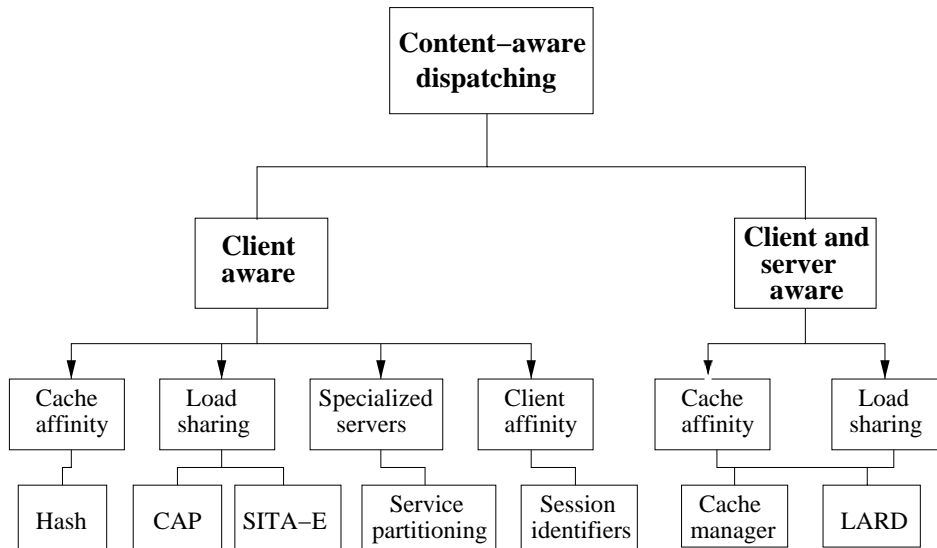 Content−aware
dispatching
Client
aware
Client and
server
aware
Cache
affinity
Load
sharing
Specialized
servers
Client
affinity
Cache
affinity
Load
sharing
Hash
CAP
SITA−E
Service
partitioning
Session
identifiers
Cache
manager
LARD